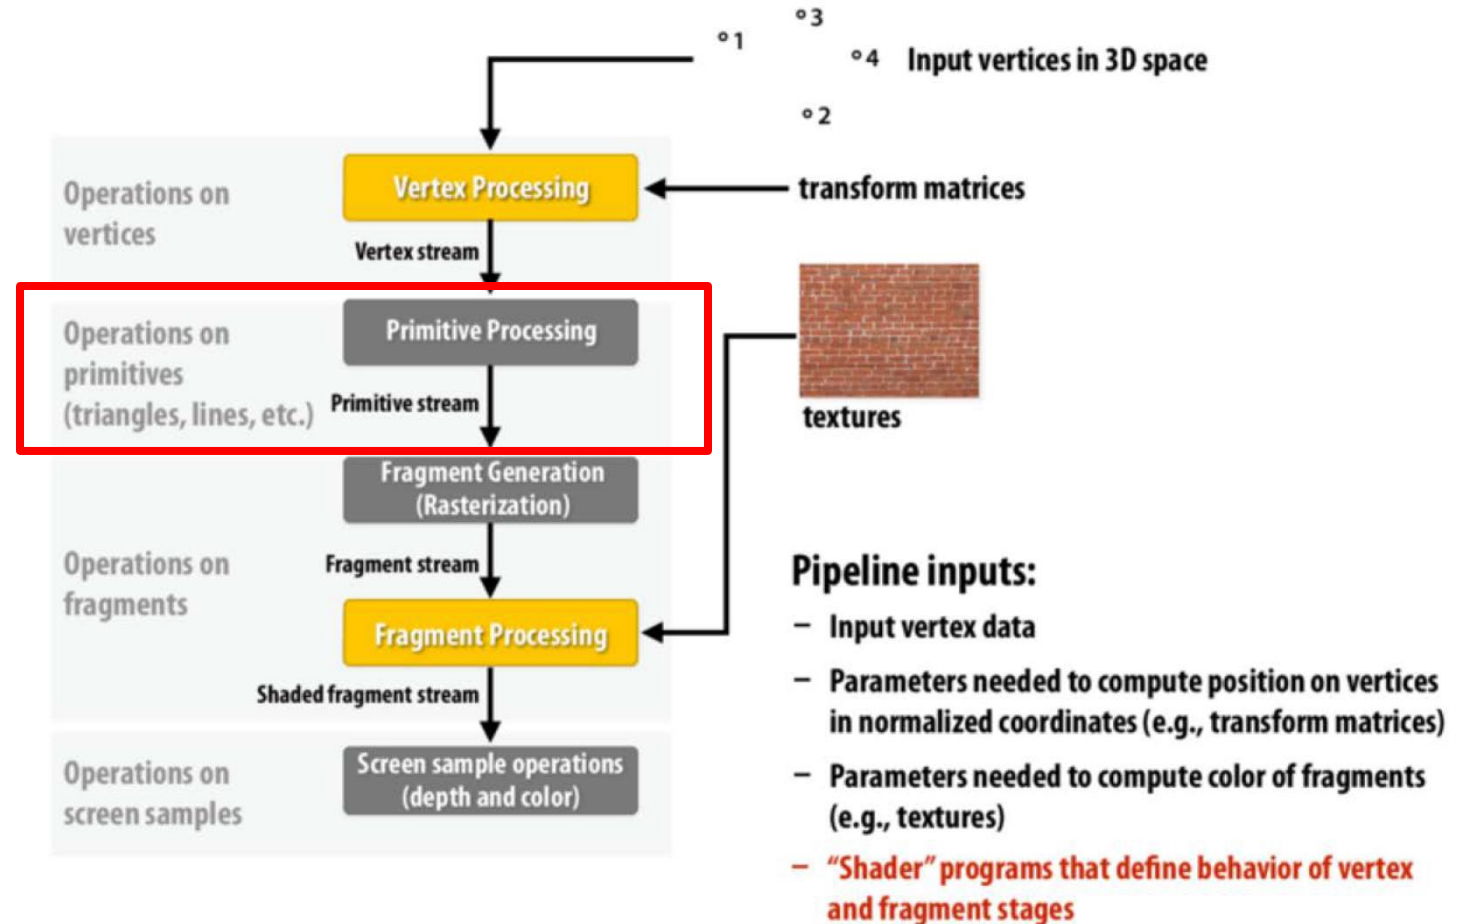 °1
°3
°4
Input vertices in 3D space
°2
Operations on
vertices
Vertex Processing
transform matrices
Vertex stream
Operations on
primitives
(triangles, lines, etc.)
Primitive Processing
Primitive stream
textures
Fragment Generation
(Rasterization)
Operations on
fragments
Fragment stream
Fragment Processing
Shaded fragment stream
Operations on
screen samples
Screen sample operations
(depth and color)
Pipeline inputs:
– Input vertex data
– Parameters needed to compute position on vertices
in normalized coordinates (e.g., transform matrices)
– Parameters needed to compute color of fragments
(e.g., textures)
– “Shader” programs that define behavior of vertex
and fragment stages